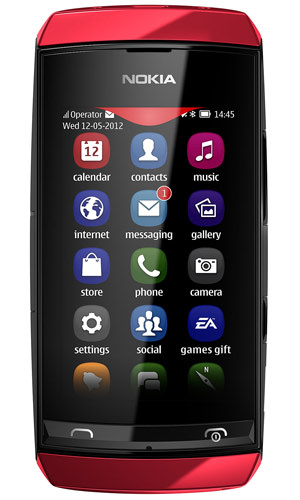 NOKIA
Operator 14:45
Wed 12-05-2012
12
calendar contacts music
1
internet messaging gallery
store phone camera
EA
settings social games gift